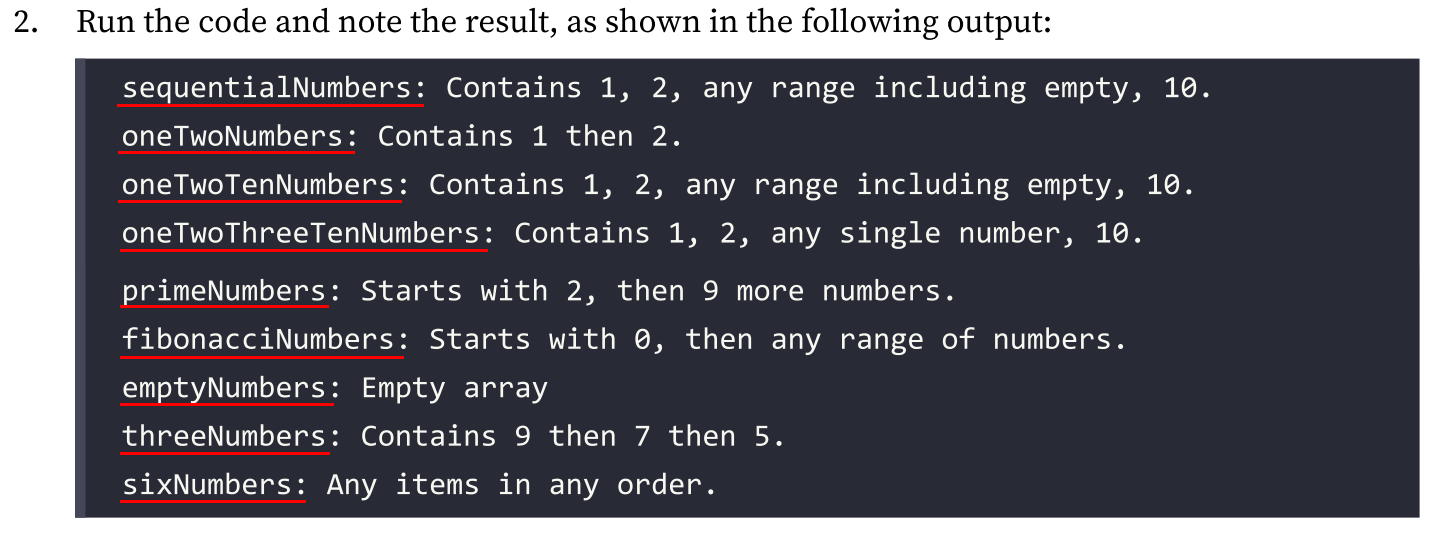 2. Run the code and note the result, as shown in the following output:
sequentialNumbers: Contains 1, 2, any range including empty, 10.
oneTwoNumbers: Contains 1 then 2.
oneTwoTenNumbers: Contains 1, 2, any range including empty, 10.
oneTwoThreeTenNumbers: Contains 1, 2, any single number, 10.
primeNumbers: Starts with 2, then 9 more numbers.
fibonacciNumbers: Starts with 0, then any range of numbers.
emptyNumbers: Empty array
threeNumbers: Contains 9 then 7 then 5.
sixNumbers: Any items in any order.